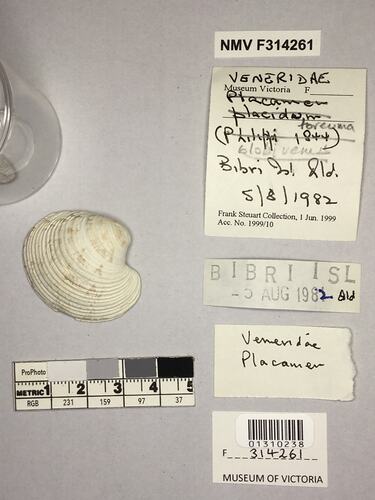 NMV F314261
VENERIDAE
Museum Victoria F
Placamen
placidum
toreuma
(Philippi 1844)
Globivenus
Bibri Isl. Qld.
5/8/1982
Frank Steuart Collection, 1 Jun. 1999
Acc. No. 1999/10
BIBRI ISL
-5 AUG 1982 Qld
Veneridae
Placamen
ProPhoto
METRIC 1 2 3 4 5
RGB 231 159 97 37
01310238
F 314261
MUSEUM OF VICTORIA